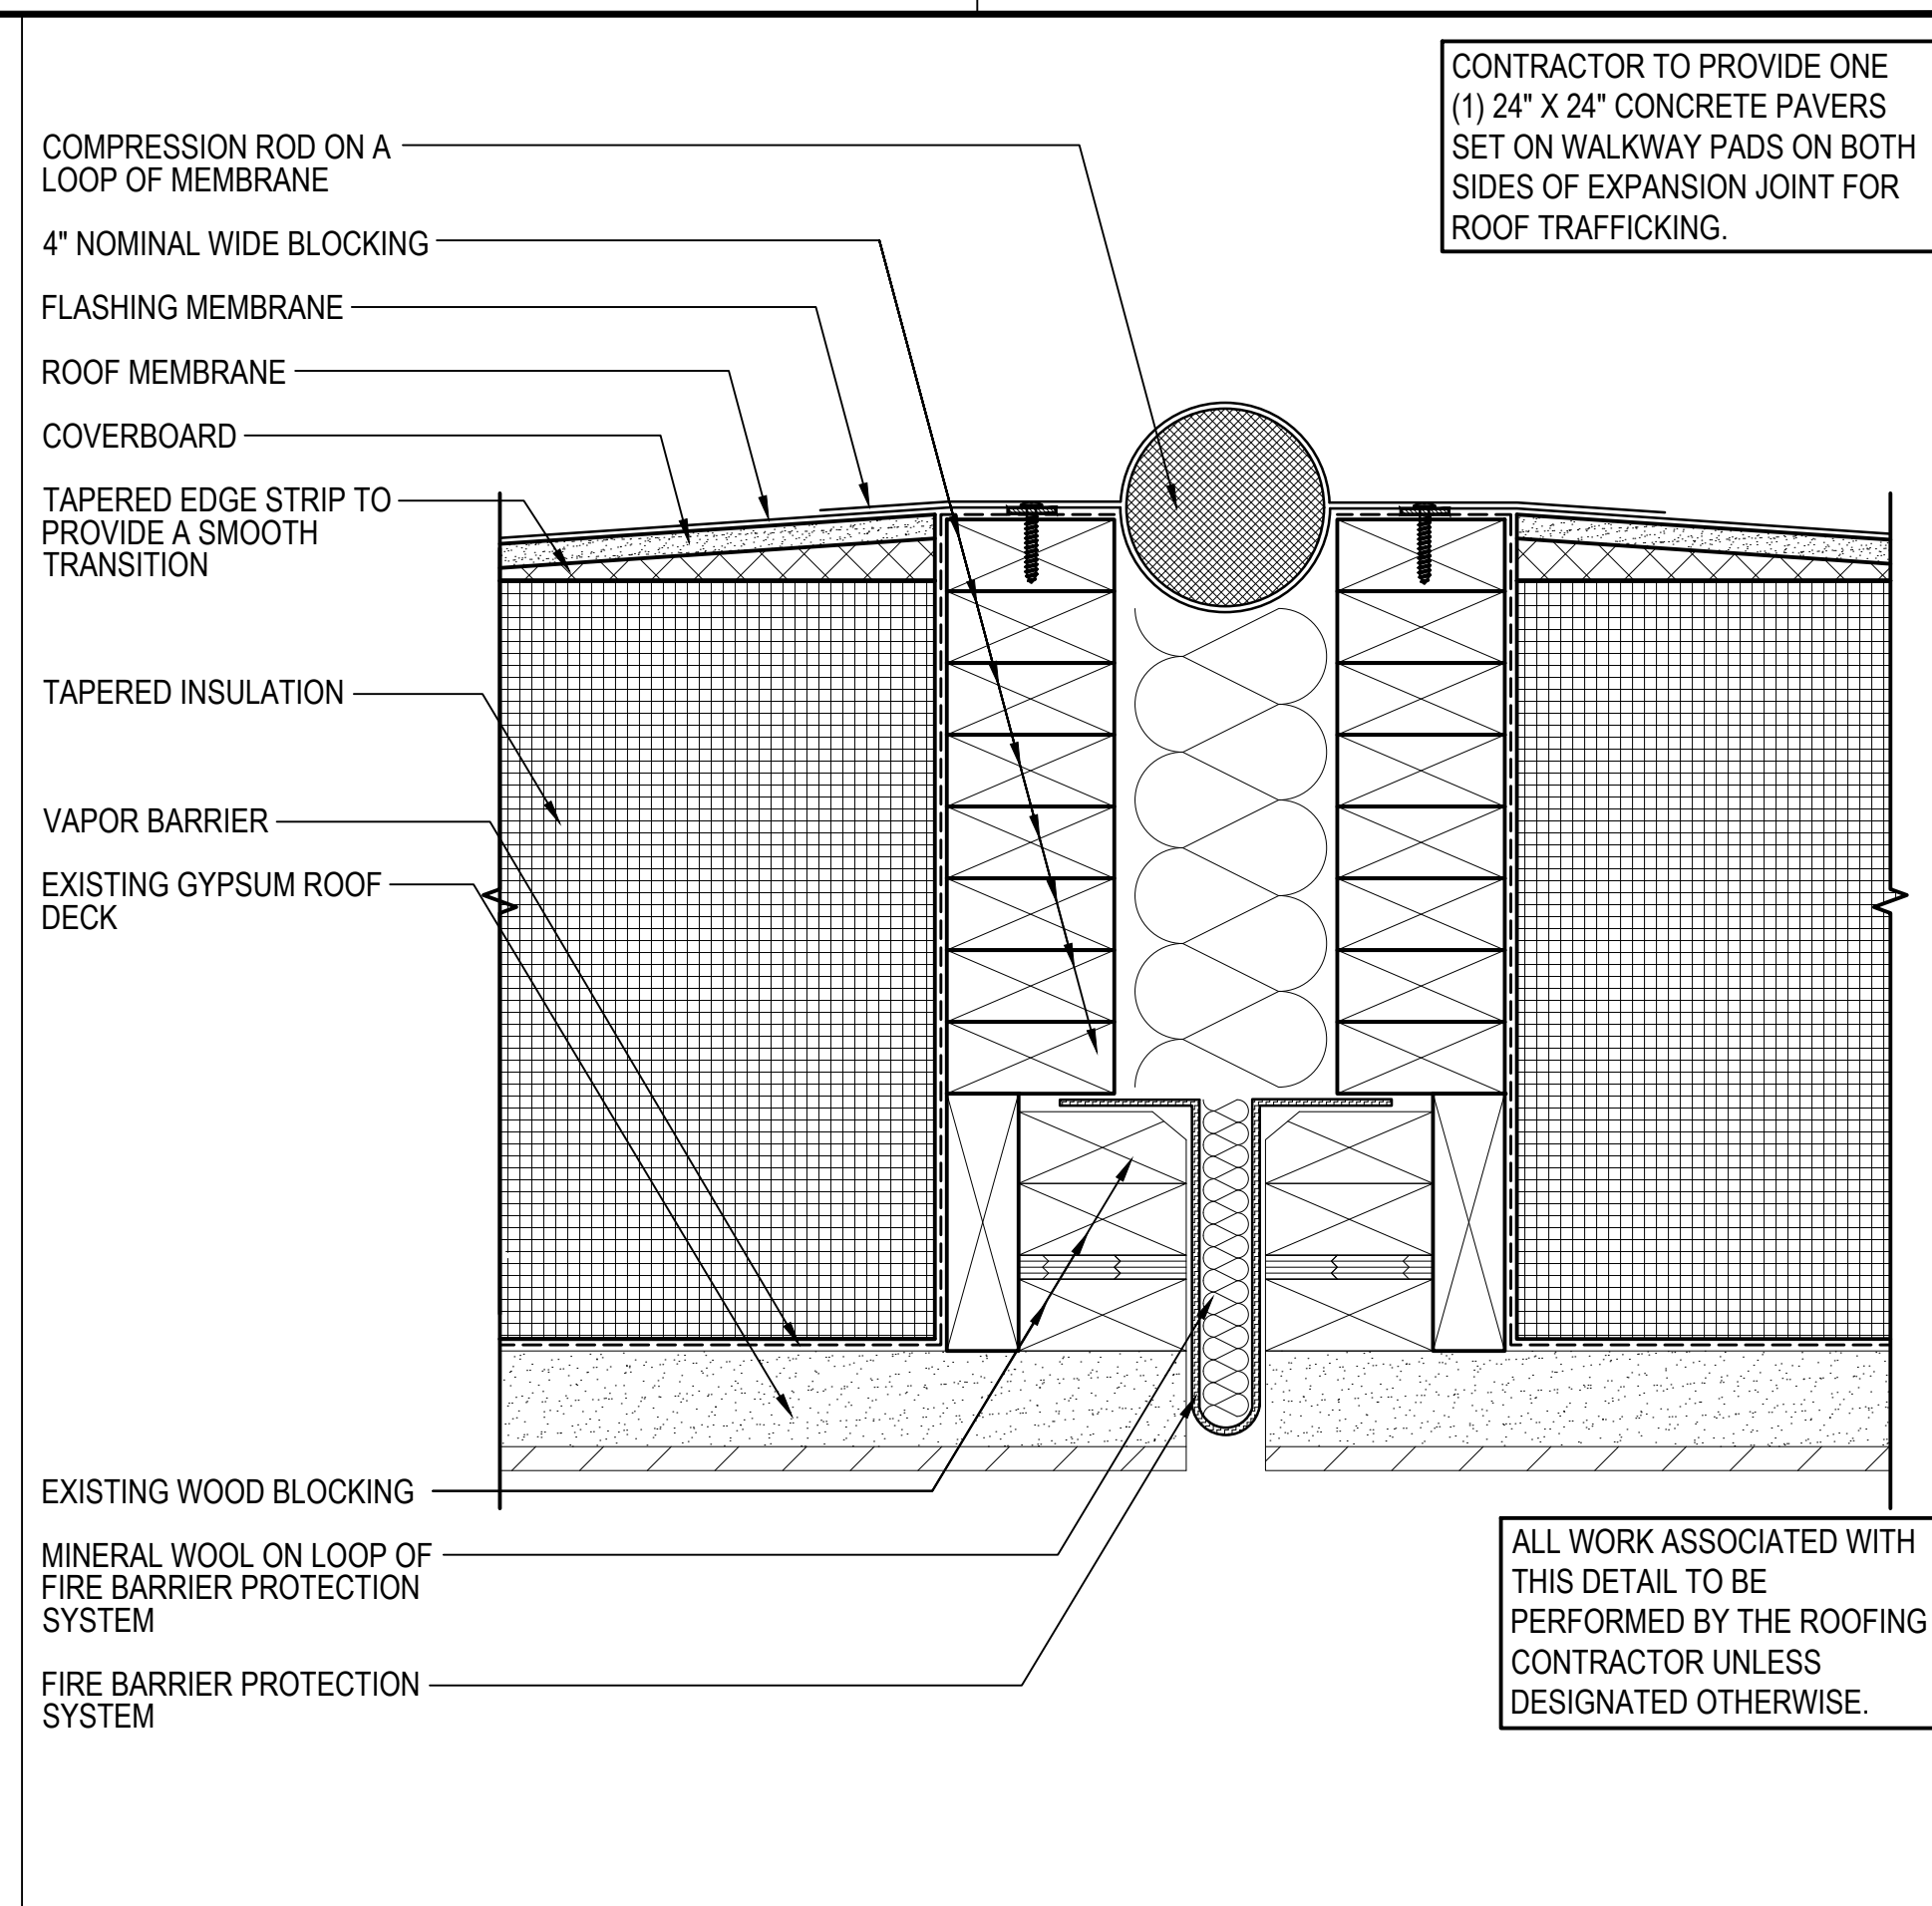 CONTRACTOR TO PROVIDE ONE
(1) 24" X 24" CONCRETE PAVERS
SET ON WALKWAY PADS ON BOTH
SIDES OF EXPANSION JOINT FOR
ROOF TRAFFICKING.
COMPRESSION ROD ON A
LOOP OF MEMBRANE
4" NOMINAL WIDE BLOCKING
FLASHING MEMBRANE
ROOF MEMBRANE
COVERBOARD
TAPERED EDGE STRIP TO
PROVIDE A SMOOTH
TRANSITION
TAPERED INSULATION
VAPOR BARRIER
EXISTING GYPSUM ROOF
DECK
EXISTING WOOD BLOCKING
MINERAL WOOL ON LOOP OF
FIRE BARRIER PROTECTION
SYSTEM
FIRE BARRIER PROTECTION
SYSTEM
ALL WORK ASSOCIATED WITH
THIS DETAIL TO BE
PERFORMED BY THE ROOFING
CONTRACTOR UNLESS
DESIGNATED OTHERWISE.